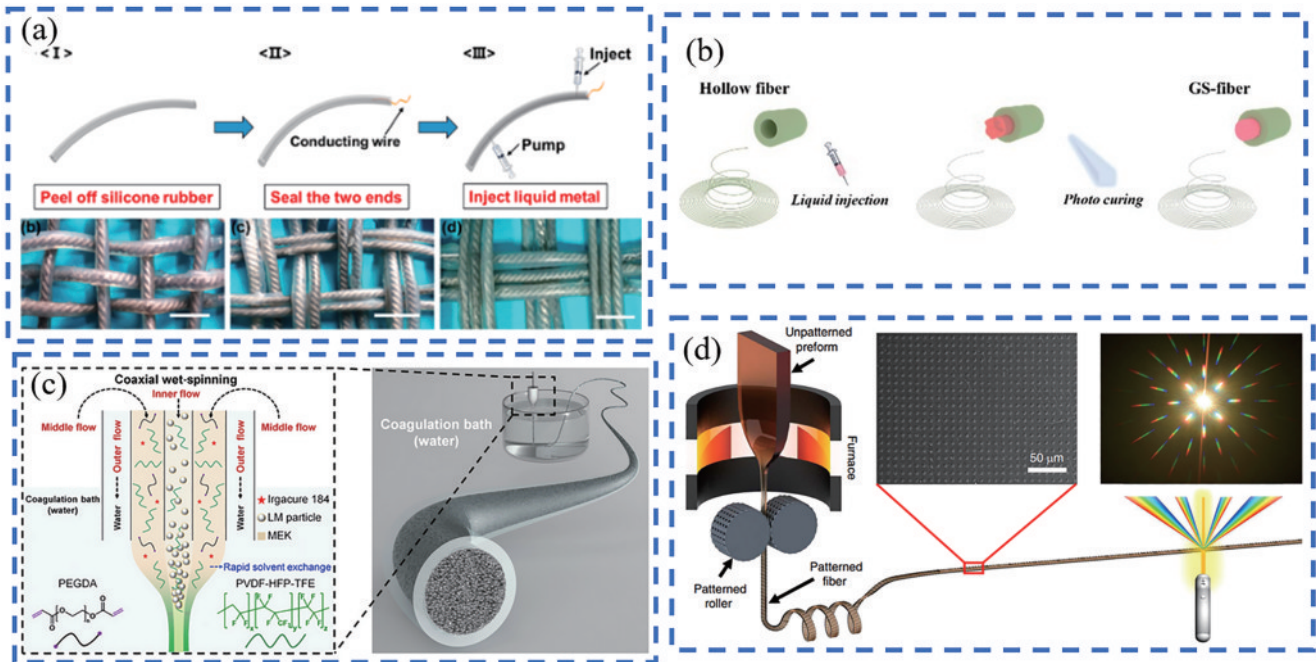 (a)
<I>
<II>
<III>
Inject
Conducting wire
Pump
Peel off silicone rubber
Seal the two ends
Inject liquid metal
(b)
(c)
(d)
(b)
Hollow fiber
GS-fiber
Liquid injection
Photo curing
(c)
Coaxial wet-spinning
Inner flow
Middle flow
Middle flow
Outer flow
Outer flow
Coagulation bath
(water)
Water
Water
Irgacure 184
LM particle
MEK
Rapid solvent exchange
PEGDA
PVDF-HFP-TFE
Coagulation bath
(water)
(d)
Unpatterned
preform
Furnace
Patterned
roller
Patterned
fiber
50 μm